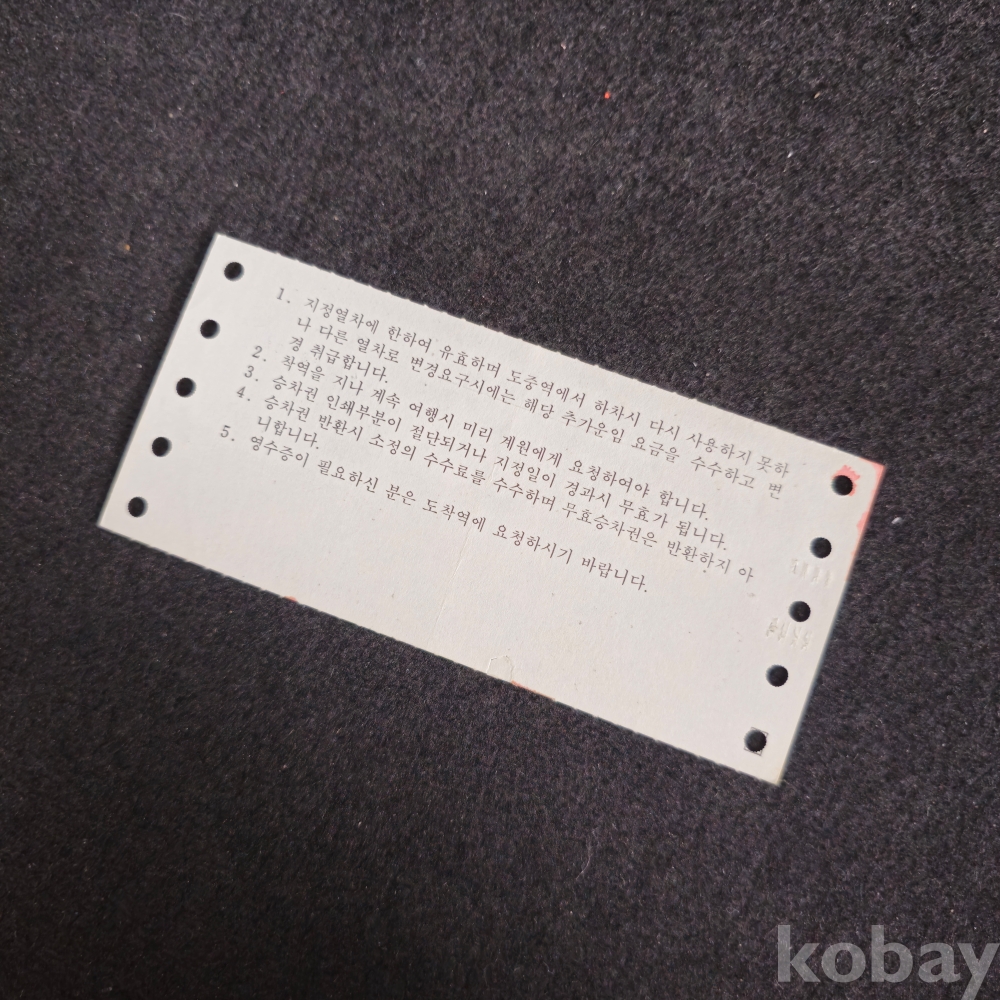 1. 지정열차에 한하여 유효하며 도중역에서 하차시 다시 사용하지 못하
나 다른 열차로 변경요구시에는 해당 추가운임 요금을 수수하고 변
경 취급합니다.
2. 착역을 지나 계속 여행시 미리 계원에게 요청하여야 합니다.
3. 승차권 인쇄부분이 절단되거나 지정일이 경과시 무효가 됩니다.
4. 승차권 반환시 소정의 수수료를 수수하며 무효승차권은 반환하지 아
니합니다.
5. 영수증이 필요하신 분은 도착역에 요청하시기 바랍니다.
kobay